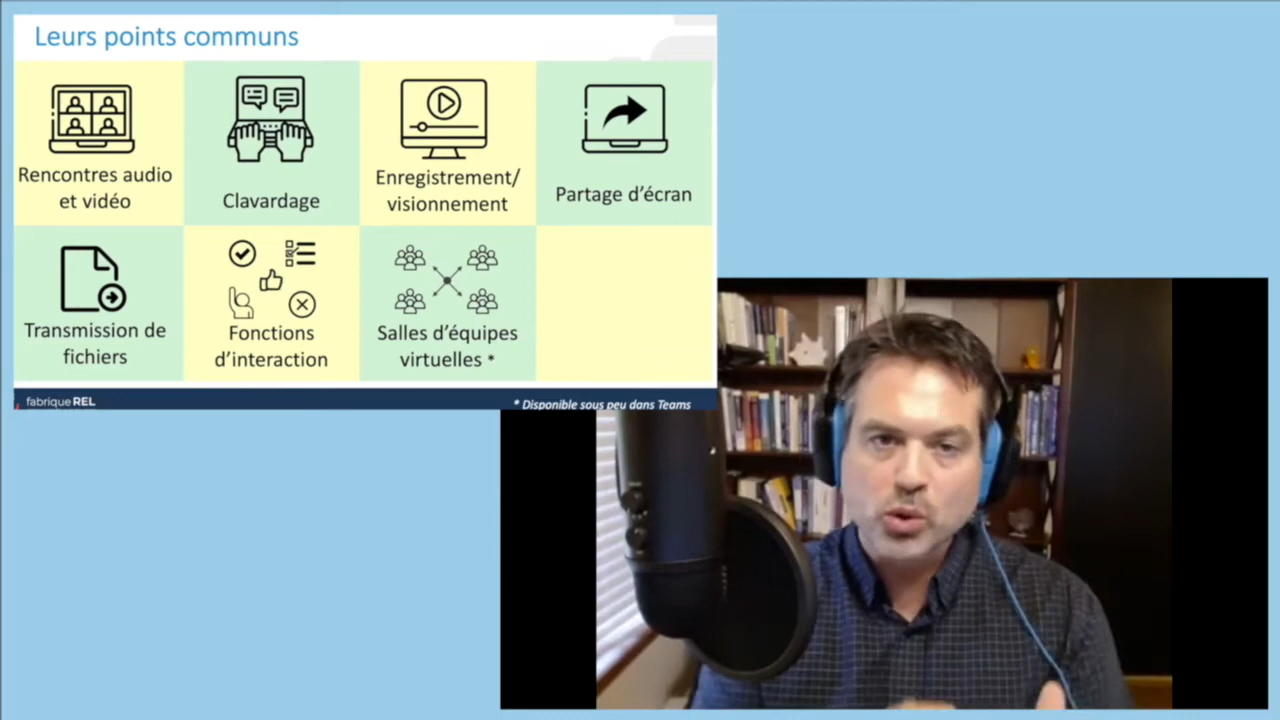 Leurs points communs
Rencontres audio
et vidéo
Clavardage
Enregistrement/
visionnement
Partage d'écran
Transmission de
fichiers
Fonctions
d'interaction
Salles d'équipes
virtuelles *
fabrique REL
* Disponible sous peu dans Teams